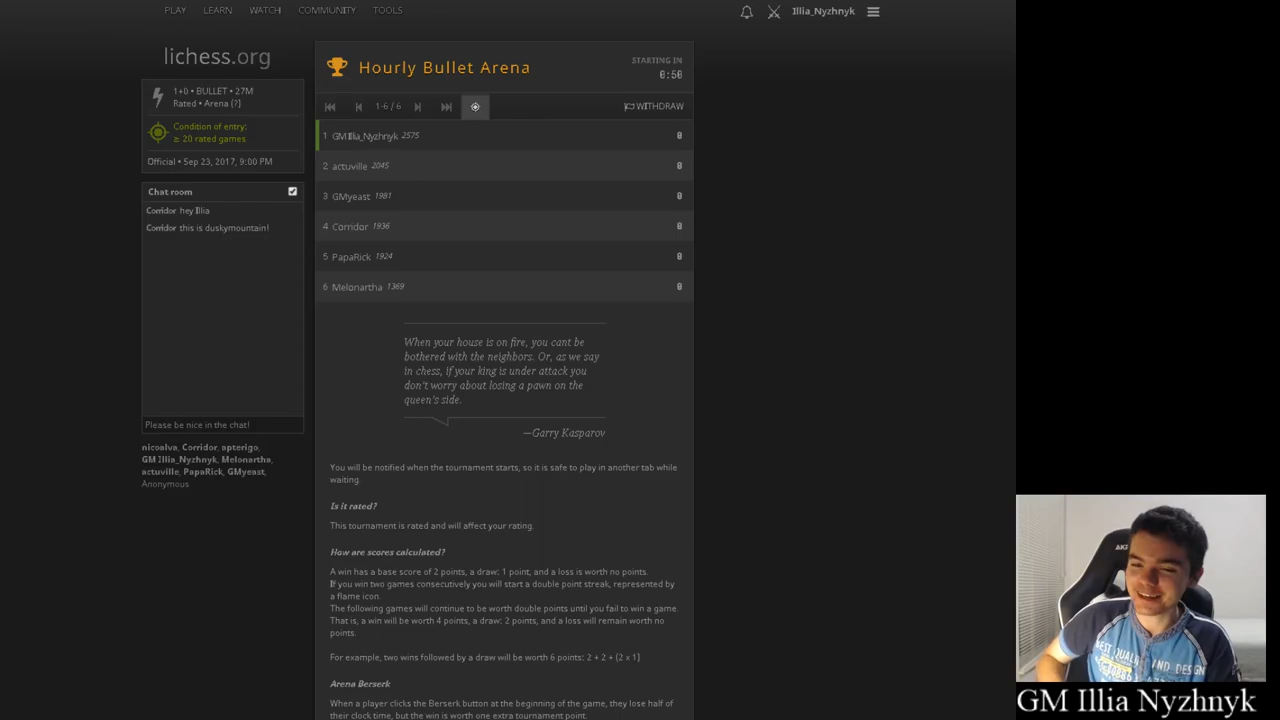 PLAY LEARN WATCH COMMUNITY TOOLS Illia_Nyzhnyk
lichess.org
1+0 • BULLET • 27M
Rated • Arena (?)
Condition of entry:
≥ 20 rated games
Official • Sep 23, 2017, 9:00 PM
Chat room
Corridor hey Illia
Corridor this is duskymountain!
Please be nice in the chat!
nicoalva, Corridor, apterigo,
GM Illia_Nyzhnyk, Melonartha,
actuville, PapaRick, GMyeast,
Anonymous
Hourly Bullet Arena
STARTING IN
0:50
1-6 / 6 WITHDRAW
1 GM Illia_Nyzhnyk 2575 0
2 actuville 2045 0
3 GMyeast 1981 0
4 Corridor 1936 0
5 PapaRick 1924 0
6 Melonartha 1369 0
When your house is on fire, you cant be
bothered with the neighbors. Or, as we say
in chess, if your king is under attack you
don't worry about losing a pawn on the
queen's side.
—Garry Kasparov
You will be notified when the tournament starts, so it is safe to play in another tab while
waiting.
Is it rated?
This tournament is rated and will affect your rating.
How are scores calculated?
A win has a base score of 2 points, a draw: 1 point, and a loss is worth no points.
If you win two games consecutively you will start a double point streak, represented by
a flame icon.
The following games will continue to be worth double points until you fail to win a game.
That is, a win will be worth 4 points, a draw: 2 points, and a loss will remain worth no
points.
For example, two wins followed by a draw will be worth 6 points: 2 + 2 + (2 x 1)
Arena Berserk
When a player clicks the Berserk button at the beginning of the game, they lose half of
their clock time, but the win is worth one extra tournament point.
GM Illia Nyzhnyk